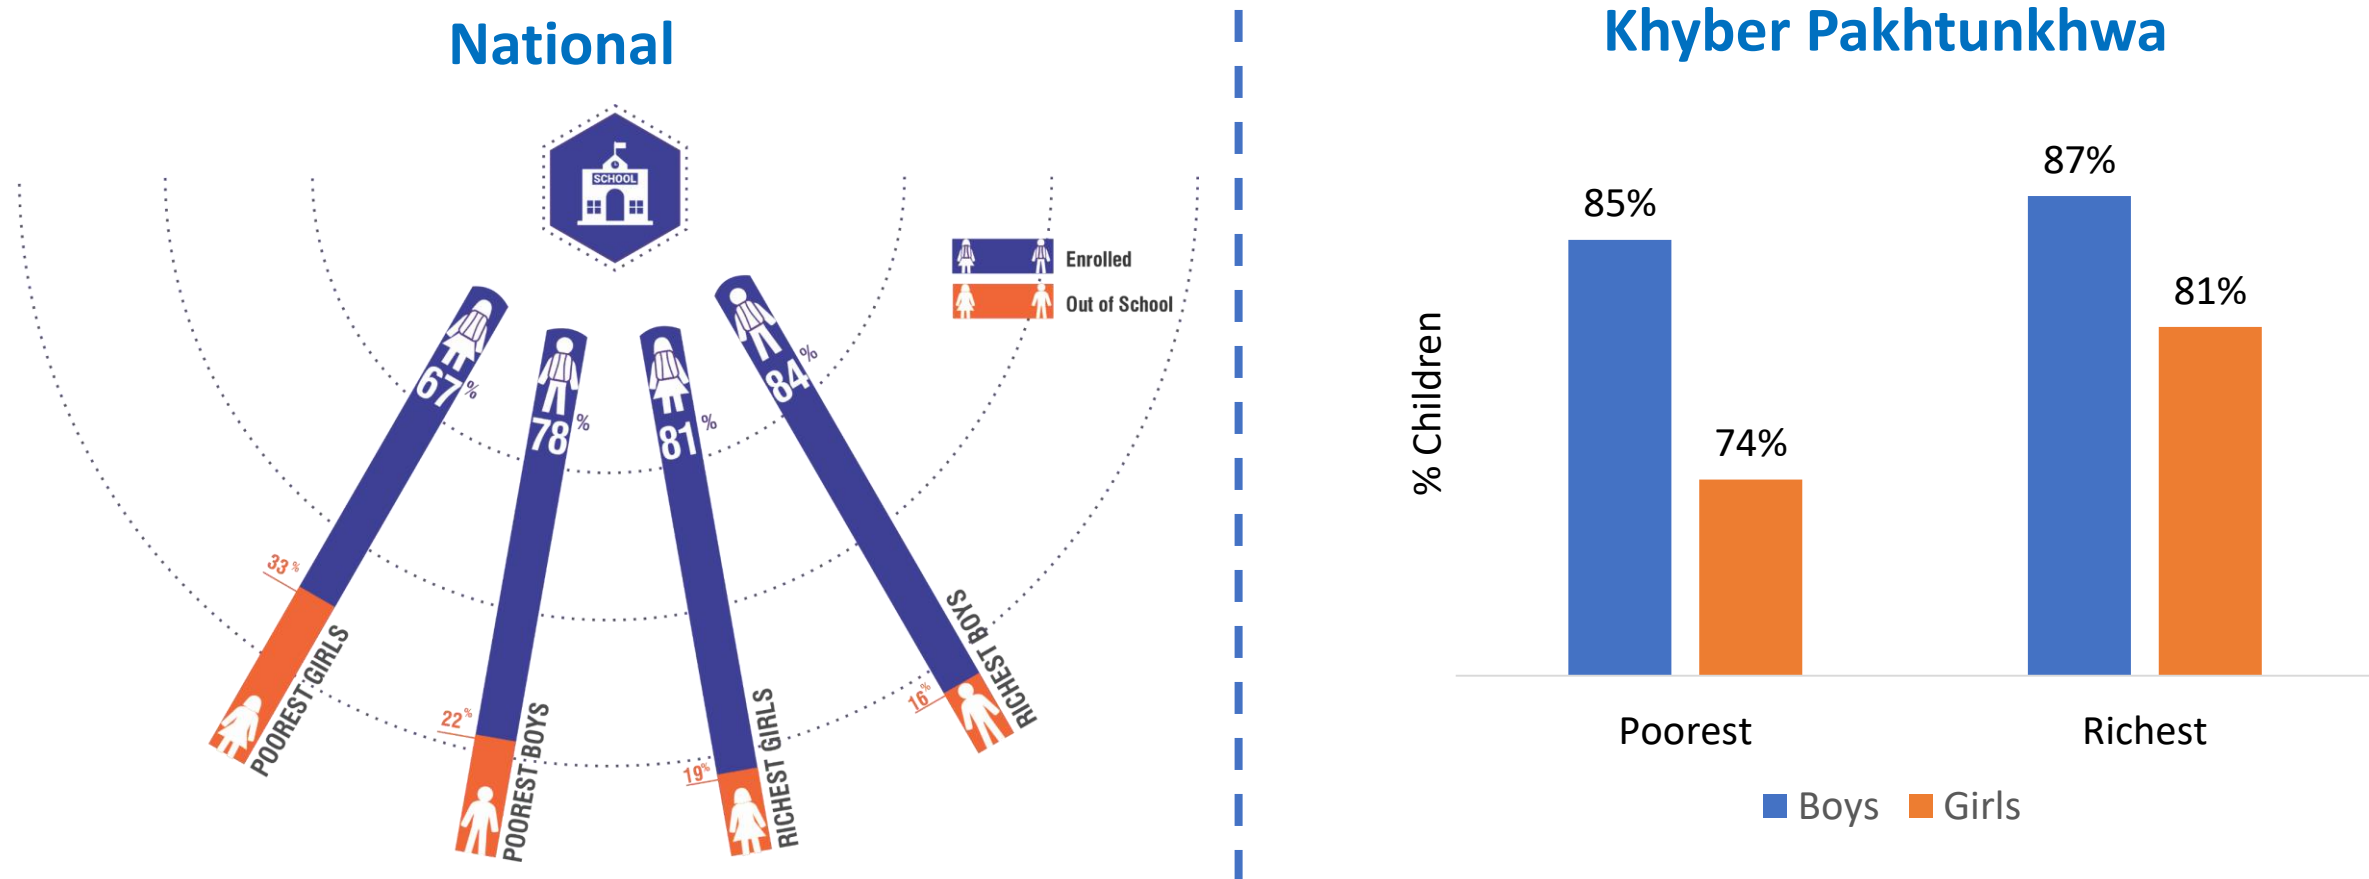 National
SCHOOL
Enrolled
Out of School
67%
78%
81%
84%
33%
22%
19%
16%
POOREST GIRLS
POOREST BOYS
RICHEST GIRLS
RICHEST BOYS
Khyber Pakhtunkhwa
% Children
85%
74%
87%
81%
Poorest
Richest
Boys
Girls